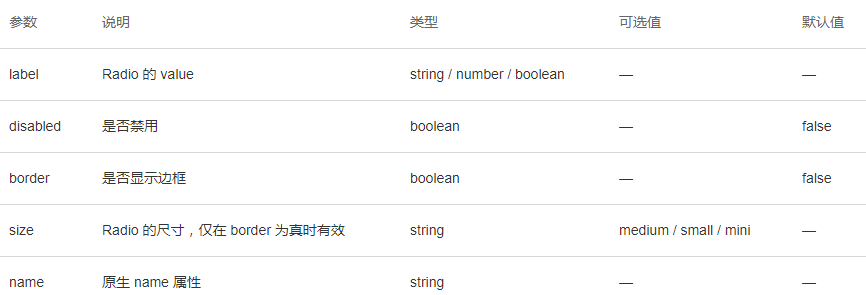 参数 说明 类型 可选值 默认值
label Radio 的 value string / number / boolean — —
disabled 是否禁用 boolean — false
border 是否显示边框 boolean — false
size Radio 的尺寸，仅在 border 为真时有效 string medium / small / mini —
name 原生 name 属性 string — —